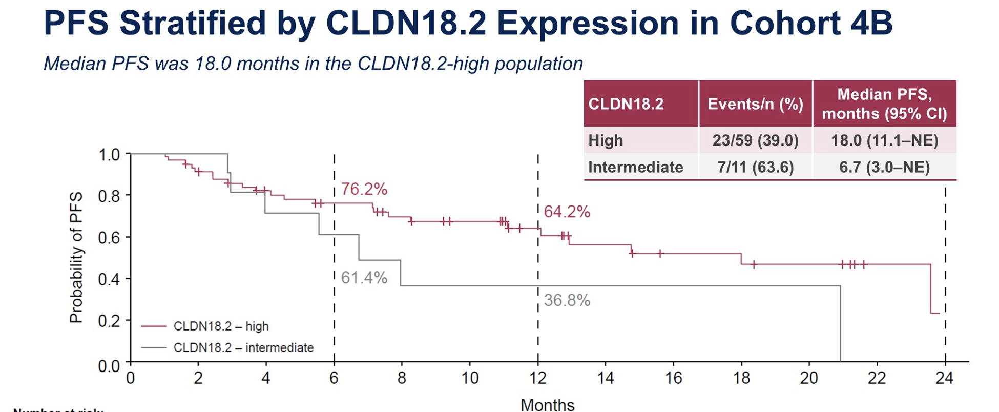 PFS Stratified by CLDN18.2 Expression in Cohort 4B
Median PFS was 18.0 months in the CLDN18.2-high population
CLDN18.2 Events/n (%) Median PFS, months (95% CI)
High 23/59 (39.0) 18.0 (11.1–NE)
Intermediate 7/11 (63.6) 6.7 (3.0–NE)
Probability of PFS
1.0
0.8
0.6
0.4
0.2
0.0
76.2%
64.2%
61.4%
36.8%
CLDN18.2 – high
CLDN18.2 – intermediate
0 2 4 6 8 10 12 14 16 18 20 22 24
Months
Number at risk